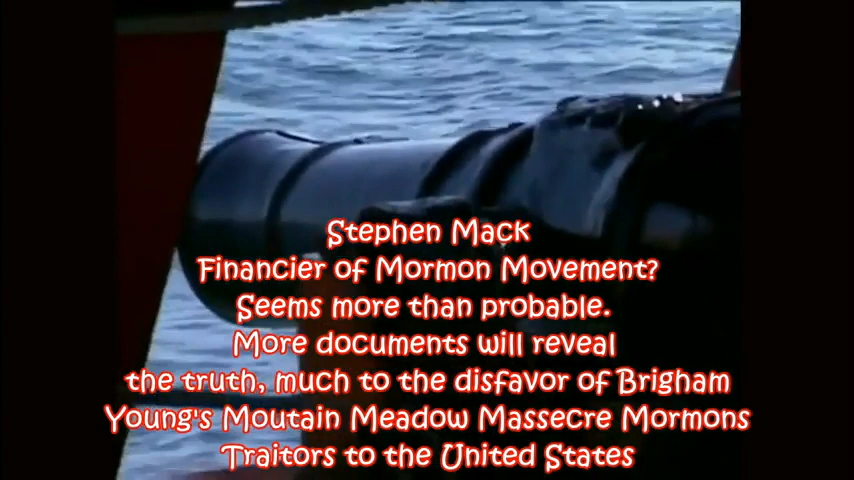 Stephen Mack
Financier of Mormon Movement?
Seems more than probable.
More documents will reveal
the truth, much to the disfavor of Brigham
Young's Moutain Meadow Massecre Mormons
Traitors to the United States